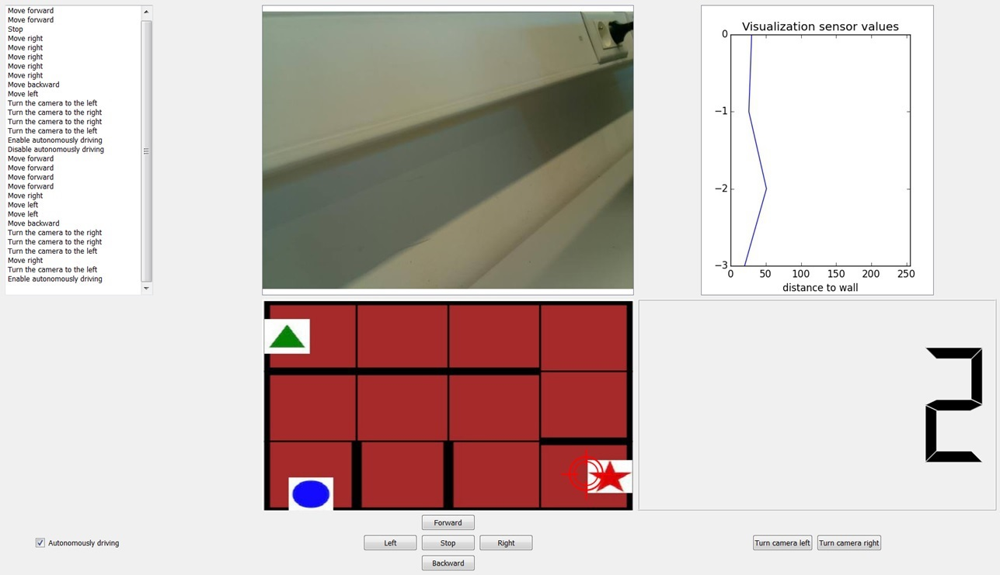 Move forward
Move forward
Stop
Move right
Move right
Move right
Move right
Move right
Move backward
Move left
Turn the camera to the left
Turn the camera to the right
Turn the camera to the right
Turn the camera to the left
Enable autonomously driving
Disable autonomously driving
Move forward
Move forward
Move forward
Move forward
Move right
Move left
Move left
Move backward
Turn the camera to the right
Turn the camera to the right
Turn the camera to the left
Move right
Turn the camera to the left
Enable autonomously driving
Visualization sensor values
0
−1
−2
−3
0 50 100 150 200 250
distance to wall
2
Forward
Left Stop Right
Backward
Autonomously driving
Turn camera left Turn camera right